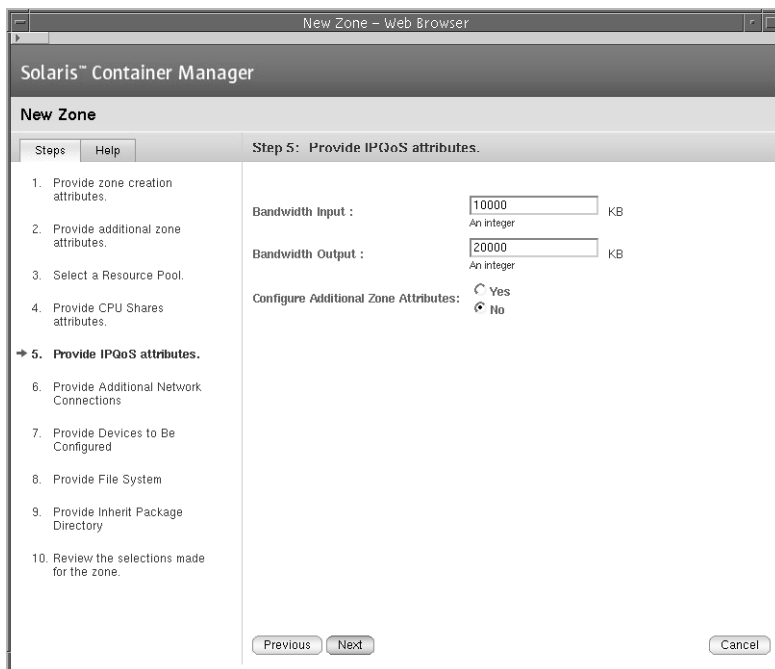 New Zone – Web Browser
Solaris™ Container Manager
New Zone
Steps
Help
1. Provide zone creation
attributes.
2. Provide additional zone
attributes.
3. Select a Resource Pool.
4. Provide CPU Shares
attributes.
5. Provide IPQoS attributes.
6. Provide Additional Network
Connections
7. Provide Devices to Be
Configured
8. Provide File System
9. Provide Inherit Package
Directory
10. Review the selections made
for the zone.
Step 5: Provide IPQoS attributes.
Bandwidth Input : 10000 KB
An integer
Bandwidth Output : 20000 KB
An integer
Configure Additional Zone Attributes: Yes
No
Previous Next Cancel